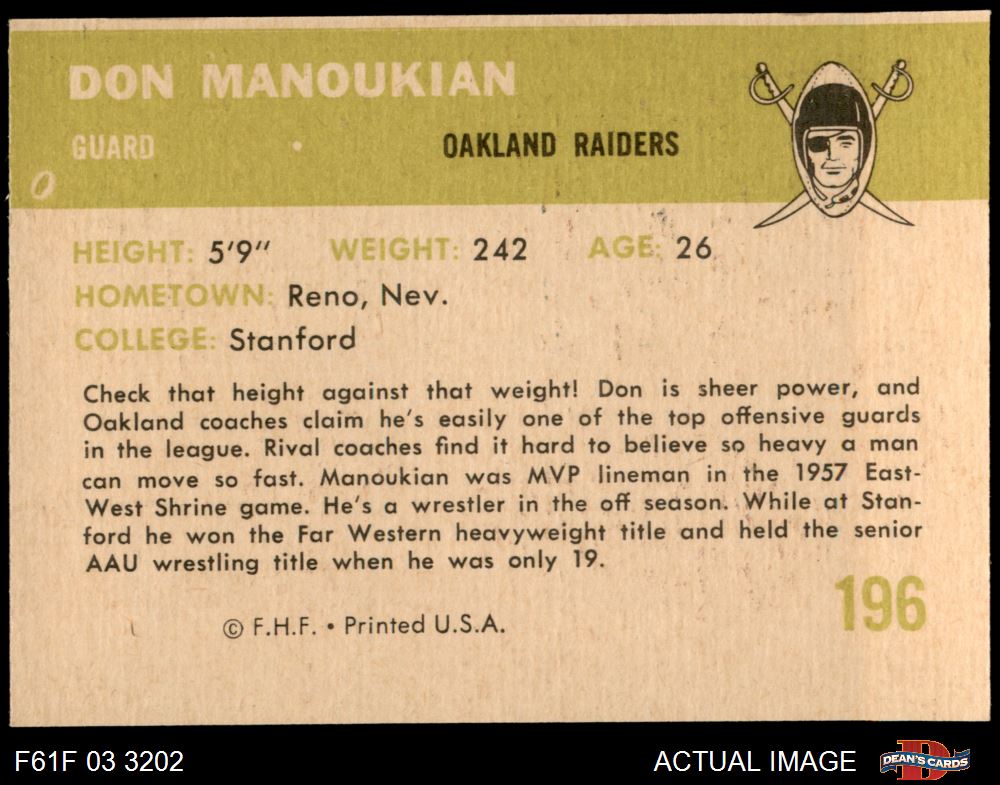 DON MANOUKIAN
GUARD
OAKLAND RAIDERS
HEIGHT: 5'9" WEIGHT: 242 AGE: 26
HOMETOWN: Reno, Nev.
COLLEGE: Stanford
Check that height against that weight! Don is sheer power, and
Oakland coaches claim he's easily one of the top offensive guards
in the league. Rival coaches find it hard to believe so heavy a man
can move so fast. Manoukian was MVP lineman in the 1957 East-
West Shrine game. He's a wrestler in the off season. While at Stan-
ford he won the Far Western heavyweight title and held the senior
AAU wrestling title when he was only 19.
196
© F.H.F. • Printed U.S.A.
F61F 03 3202
ACTUAL IMAGE
DEAN'S CARDS